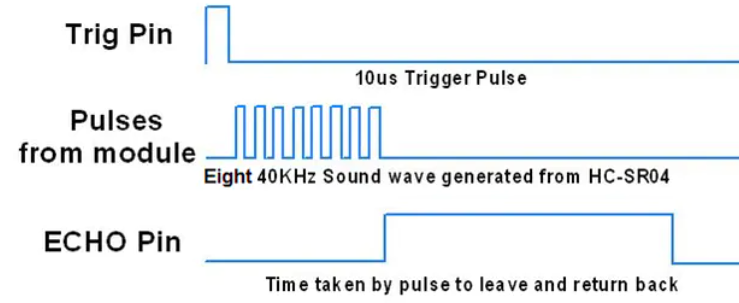 Trig Pin
10us Trigger Pulse
Pulses
from module
Eight 40KHz Sound wave generated from HC-SR04
ECHO Pin
Time taken by pulse to leave and return back